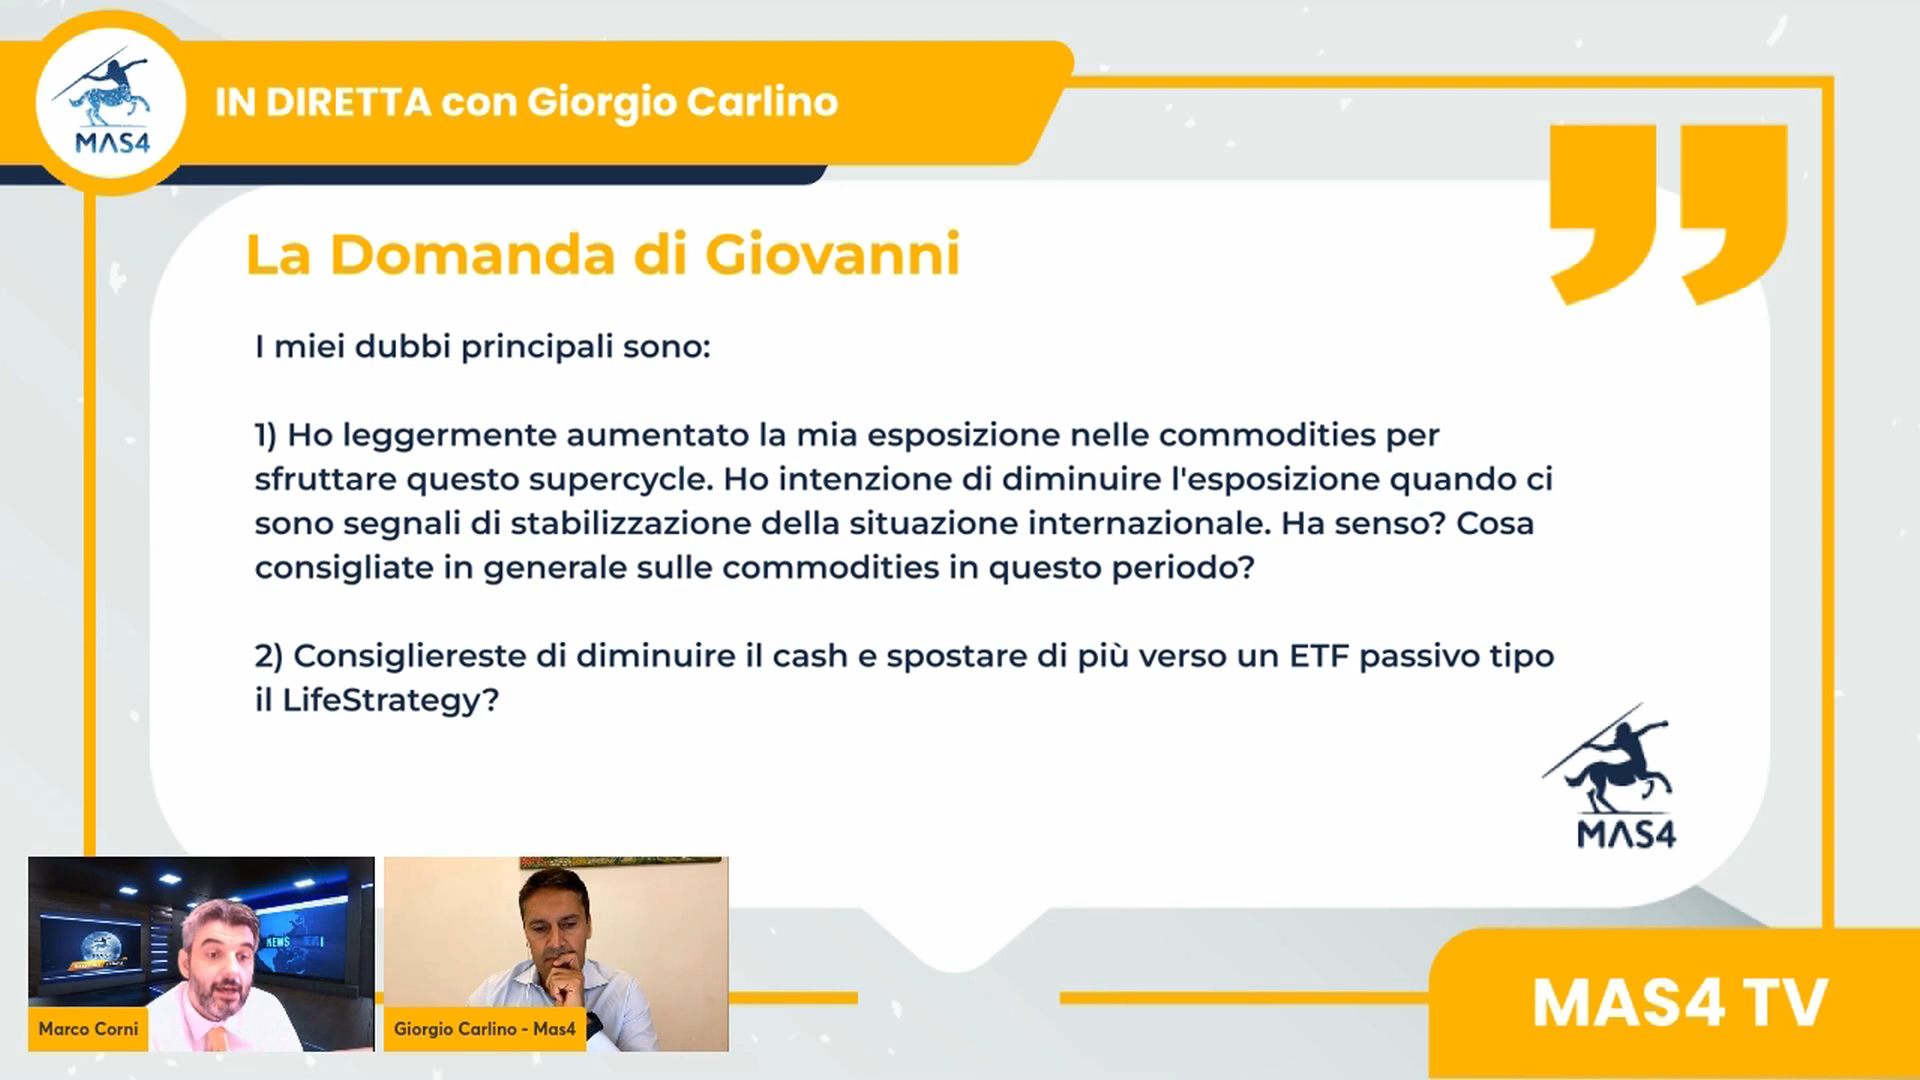 IN DIRETTA con Giorgio Carlino
MAS4
La Domanda di Giovanni
I miei dubbi principali sono:
1) Ho leggermente aumentato la mia esposizione nelle commodities per
sfruttare questo supercycle. Ho intenzione di diminuire l'esposizione quando ci
sono segnali di stabilizzazione della situazione internazionale. Ha senso? Cosa
consigliate in generale sulle commodities in questo periodo?
2) Consigliereste di diminuire il cash e spostare di più verso un ETF passivo tipo
il LifeStrategy?
MAS4
NEWS
Marco Corni
Giorgio Carlino - Mas4
MAS4 TV